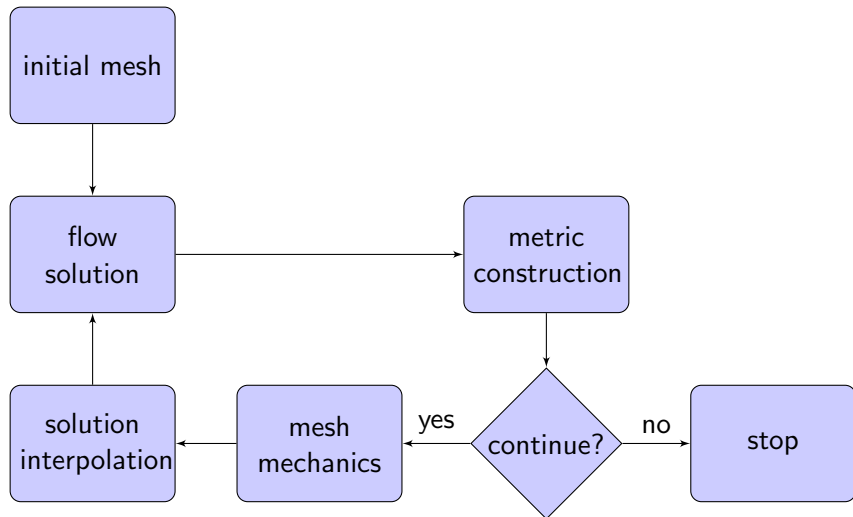 initial mesh
flow
solution
metric
construction
solution
interpolation
mesh
mechanics
yes
continue?
no
stop